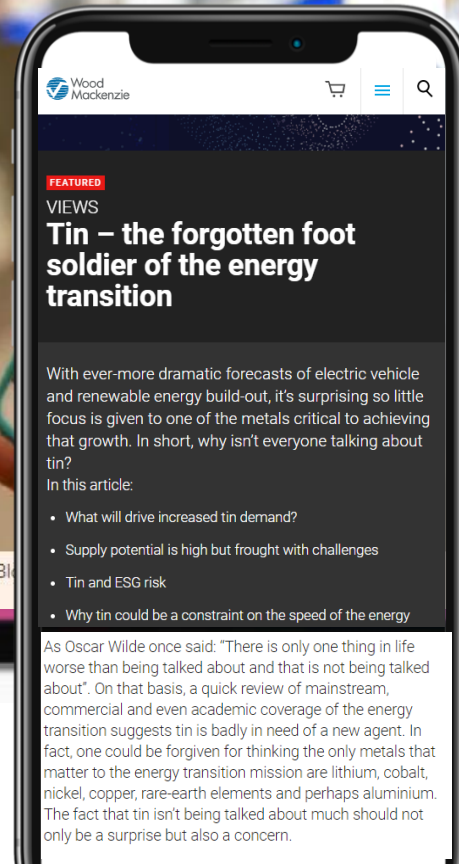 Wood
Mackenzie
FEATURED
VIEWS
Tin – the forgotten foot
soldier of the energy
transition
With ever-more dramatic forecasts of electric vehicle
and renewable energy build-out, it's surprising so little
focus is given to one of the metals critical to achieving
that growth. In short, why isn't everyone talking about
tin?
In this article:
• What will drive increased tin demand?
• Supply potential is high but frought with challenges
• Tin and ESG risk
• Why tin could be a constraint on the speed of the energy
As Oscar Wilde once said: "There is only one thing in life
worse than being talked about and that is not being talked
about". On that basis, a quick review of mainstream,
commercial and even academic coverage of the energy
transition suggests tin is badly in need of a new agent. In
fact, one could be forgiven for thinking the only metals that
matter to the energy transition mission are lithium, cobalt,
nickel, copper, rare-earth elements and perhaps aluminium.
The fact that tin isn't being talked about much should not
only be a surprise but also a concern.